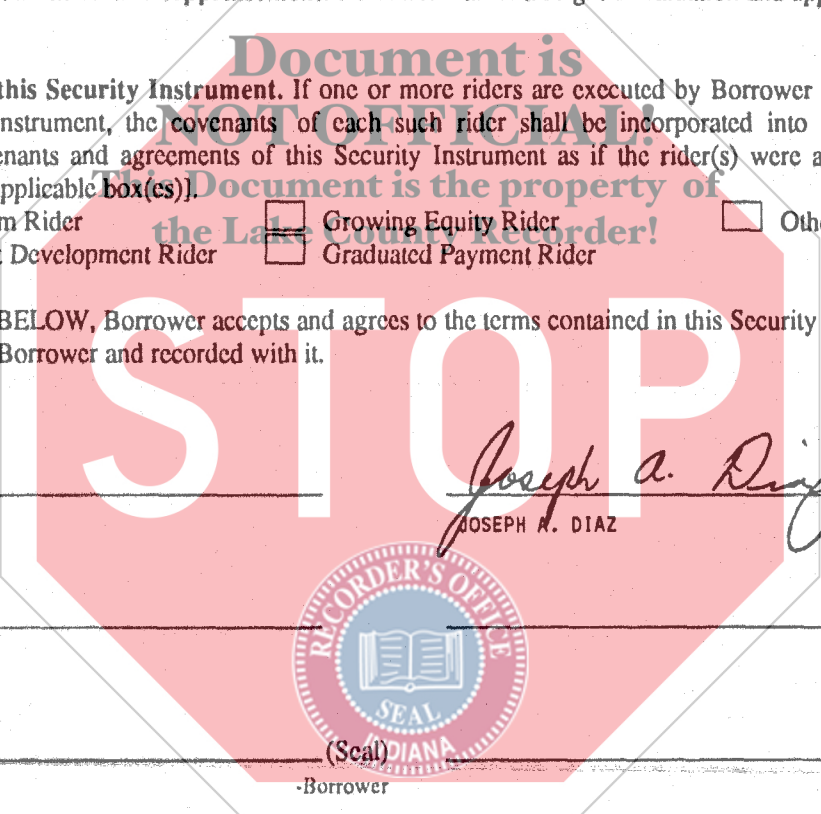 Document is
this Security Instrument. If one or more riders are executed by Borrower
NOT OFFICIAL!
nstrument, the covenants of each such rider shall be incorporated into
enants and agreements of this Security Instrument as if the rider(s) were a
pplicable box(es)].
This Document is the property of
m Rider Growing Equity Rider Oth
the Lake County Recorder!
Development Rider Graduated Payment Rider
BELOW, Borrower accepts and agrees to the terms contained in this Security
Borrower and recorded with it.
STOP
Joseph A. Diaz
JOSEPH A. DIAZ
RECORDER'S OFFICE
SEAL
INDIANA
(Seal)
-Borrower